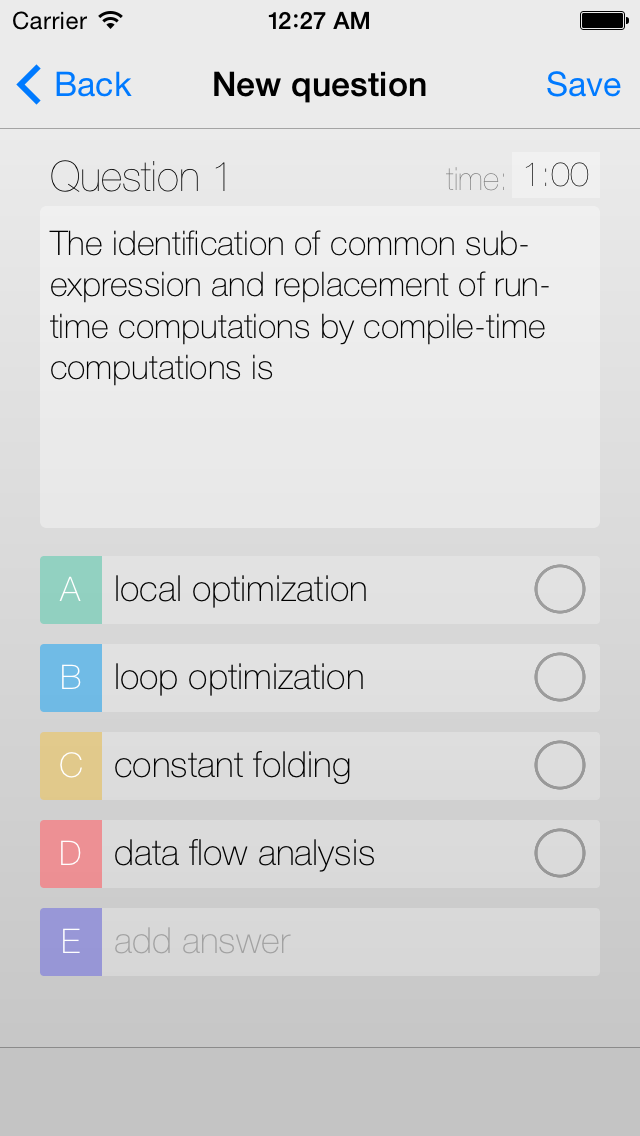 Carrier 12:27 AM
Back New question Save
Question 1 time: 1:00
The identification of common sub-
expression and replacement of run-
time computations by compile-time
computations is
A local optimization
B loop optimization
C constant folding
D data flow analysis
E add answer